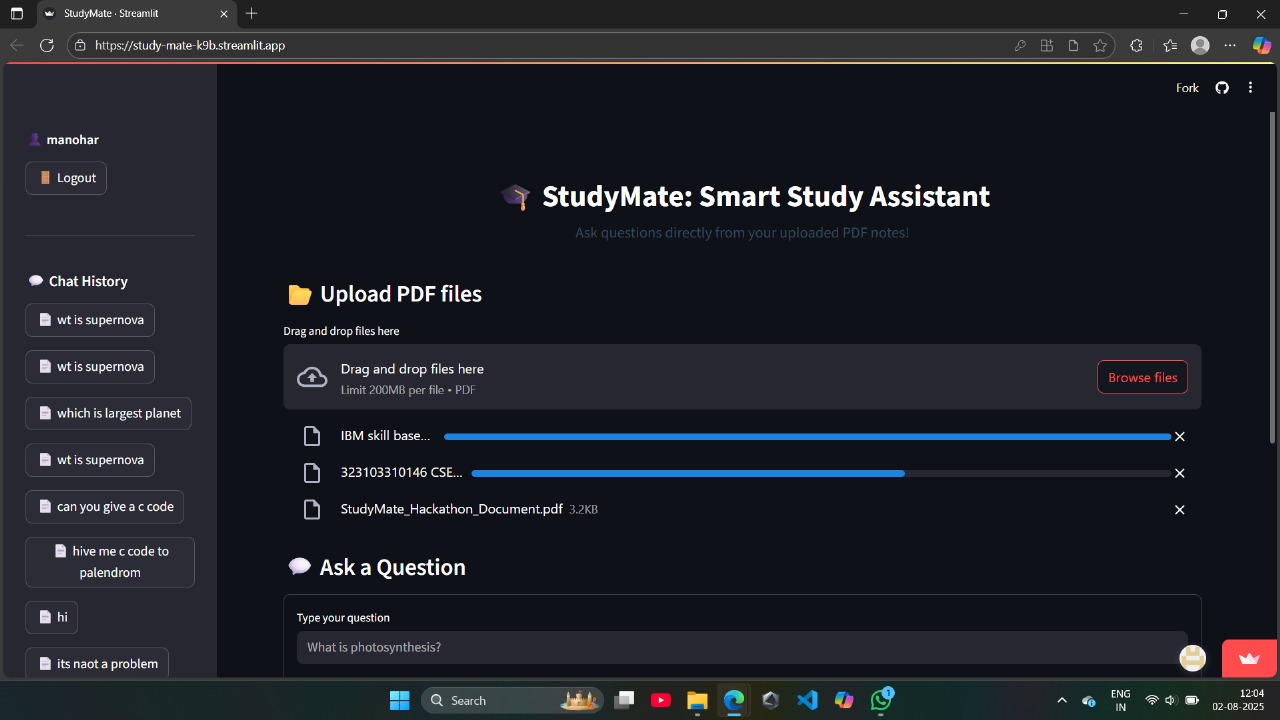 StudyMate · Streamlit
https://study-mate-k9b.streamlit.app
Fork
manohar
Logout
Chat History
wt is supernova
wt is supernova
which is largest planet
wt is supernova
can you give a c code
hive me c code to
palendrom
hi
its naot a problem
StudyMate: Smart Study Assistant
Ask questions directly from your uploaded PDF notes!
Upload PDF files
Drag and drop files here
Drag and drop files here
Limit 200MB per file • PDF
Browse files
IBM skill base...
323103310146 CSE...
StudyMate_Hackathon_Document.pdf 3.2KB
Ask a Question
Type your question
What is photosynthesis?
Search
1
ENG
IN
12:04
02-08-2025